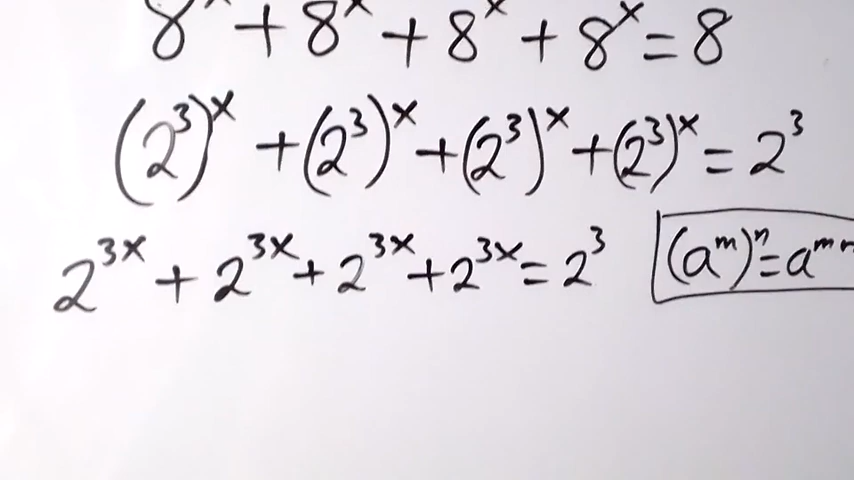 8^x + 8^x + 8^x + 8^x = 8
(2^3)^x + (2^3)^x + (2^3)^x + (2^3)^x = 2^3
2^3x + 2^3x + 2^3x + 2^3x = 2^3
(a^m)^n = a^mn